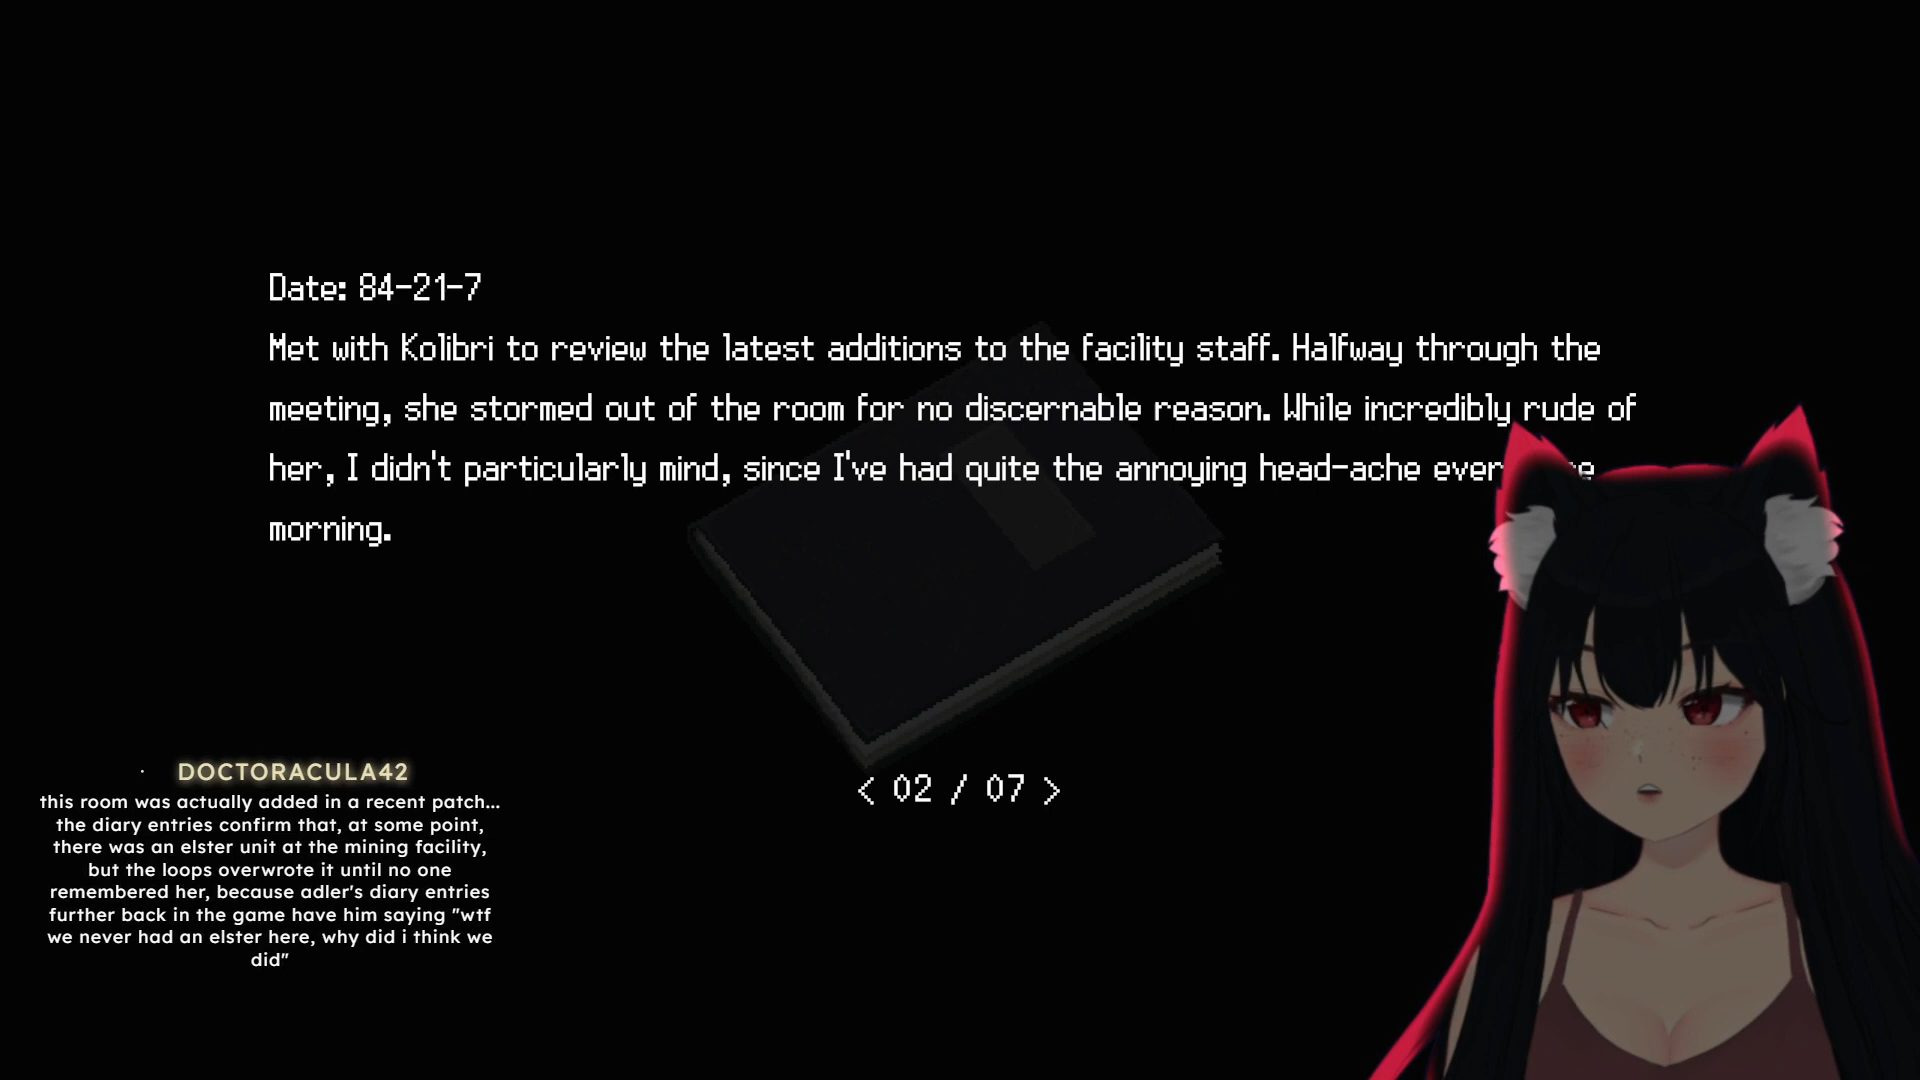 Date: 84-21-7
Met with Kolibri to review the latest additions to the facility staff. Halfway through the
meeting, she stormed out of the room for no discernable reason. While incredibly rude of
her, I didn't particularly mind, since I've had quite the annoying head-ache ever
morning.
DOCTORACULA42
this room was actually added in a recent patch...
the diary entries confirm that, at some point,
there was an elster unit at the mining facility,
but the loops overwrote it until no one
remembered her, because adler's diary entries
further back in the game have him saying "wtf
we never had an elster here, why did i think we
did"
< 02 / 07 >